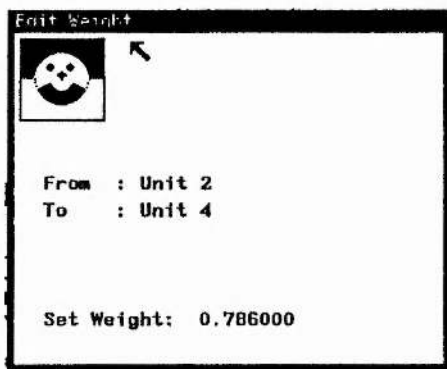 Edit Weight
From : Unit 2
To : Unit 4
Set Weight: 0.786000